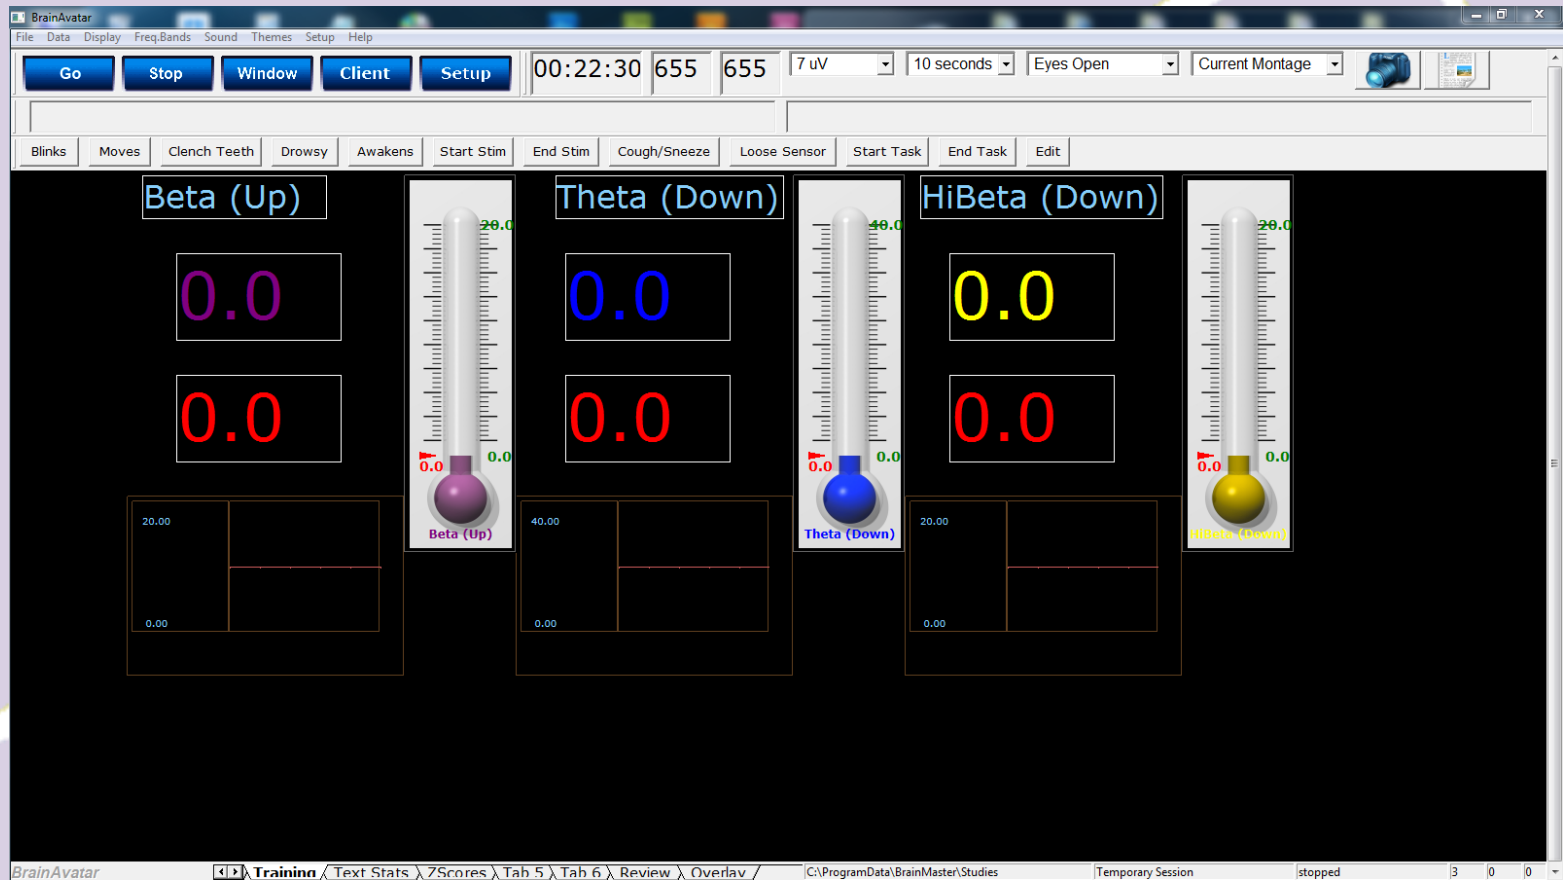 BrainAvatar
File Data Display Freq.Bands Sound Themes Setup Help
Go Stop Window Client Setup 00:22:30 655 655 7 uV 10 seconds Eyes Open Current Montage
Blinks Moves Clench Teeth Drowsy Awakens Start Stim End Stim Cough/Sneeze Loose Sensor Start Task End Task Edit
Beta (Up) Theta (Down) HiBeta (Down)
20.0 40.0 20.0
0.0 0.0 0.0
0.0 0.0 0.0
0.0 0.0 0.0 0.0 0.0 0.0
20.00 40.00 20.00
Beta (Up) Theta (Down) HiBeta (Down)
0.00 0.00 0.00
BrainAvatar Training Text Stats ZScores Tab 5 Tab 6 Review Overlay C:\ProgramData\BrainMaster\Studies Temporary Session stopped 3 0 0